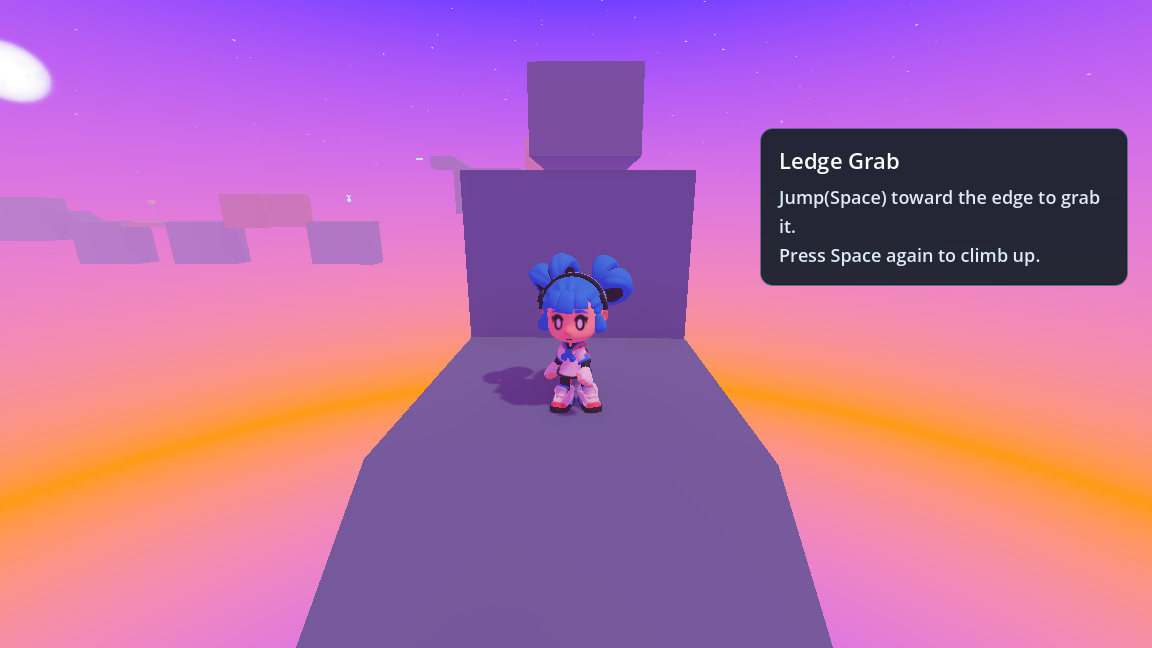 Ledge Grab
Jump(Space) toward the edge to grab
it.
Press Space again to climb up.